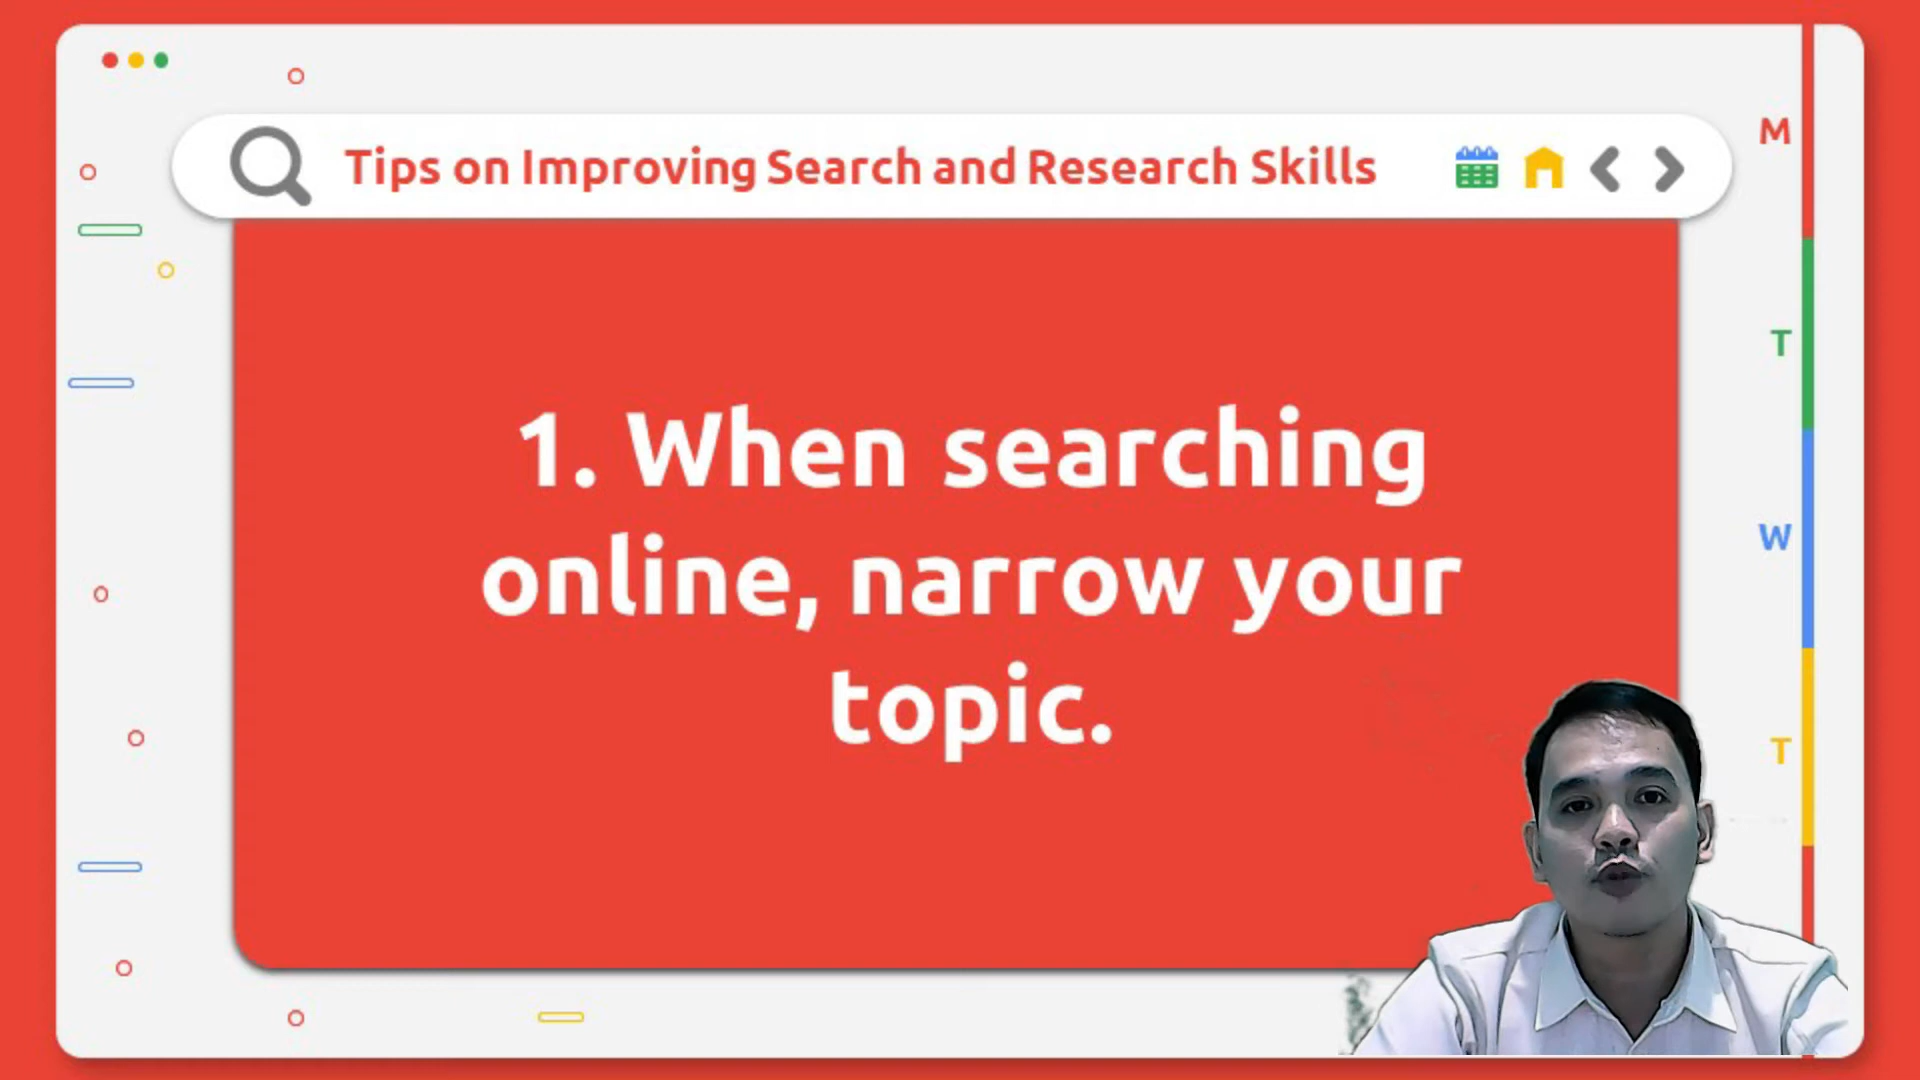 Tips on Improving Search and Research Skills
M
T
W
T
1. When searching
online, narrow your
topic.